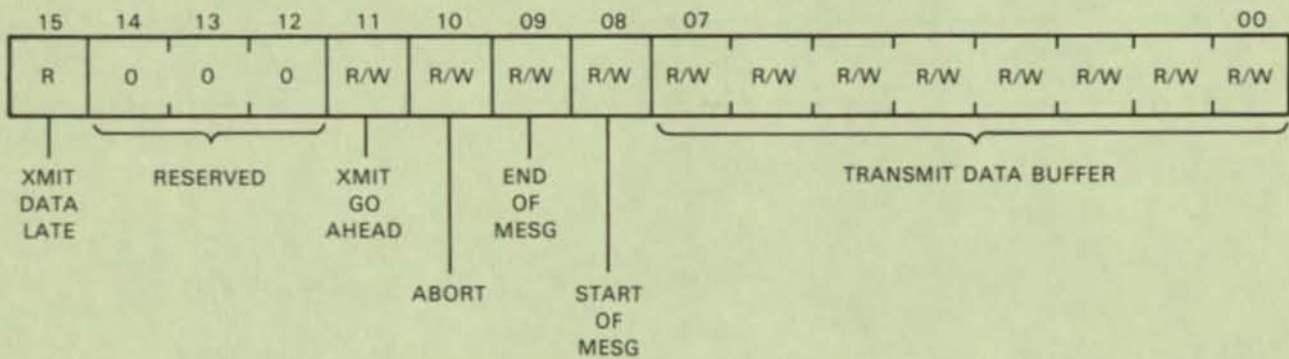 15 14 13 12 11 10 09 08 07 00
R 0 0 0 R/W R/W R/W R/W R/W R/W R/W R/W R/W R/W R/W R/W
XMIT
DATA
LATE
RESERVED
XMIT
GO
AHEAD
END
OF
MESG
TRANSMIT DATA BUFFER
ABORT
START
OF
MESG